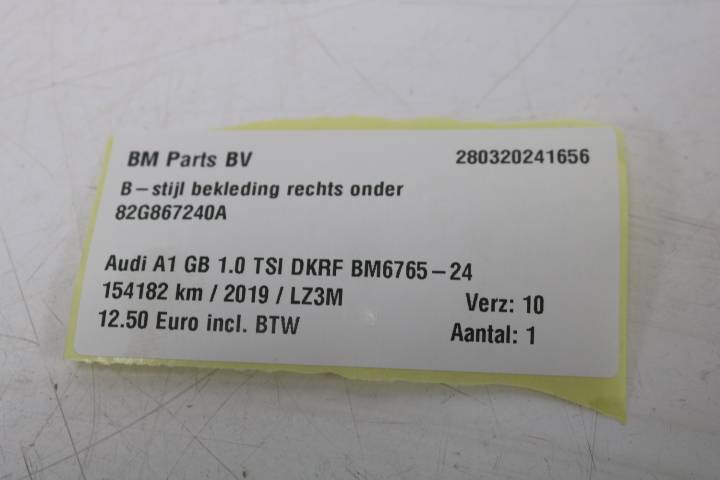 BM Parts BV 280320241656
B-stijl bekleding rechts onder
82G867240A
Audi A1 GB 1.0 TSI DKRF BM6765-24
154182 km / 2019 / LZ3M Verz: 10
12.50 Euro incl. BTW Aantal: 1